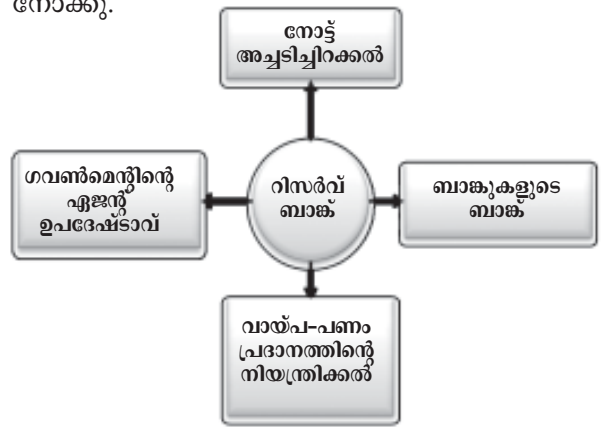 നോക്കു.
നോട്ട്
അച്ചടിച്ചിറക്കൽ
ഗവൺമെന്റിന്റെ
ഏജന്റ്
ഉപദേഷ്ടാവ്
റിസർവ്
ബാങ്ക്
ബാങ്കുകളുടെ
ബാങ്ക്
വായ്പ-പണം
പ്രദാനത്തിന്റെ
നിയന്ത്രിക്കൽ